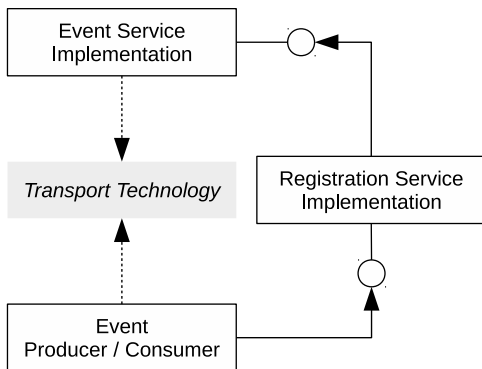 Event Service
Implementation
Transport Technology
Registration Service
Implementation
Event
Producer / Consumer